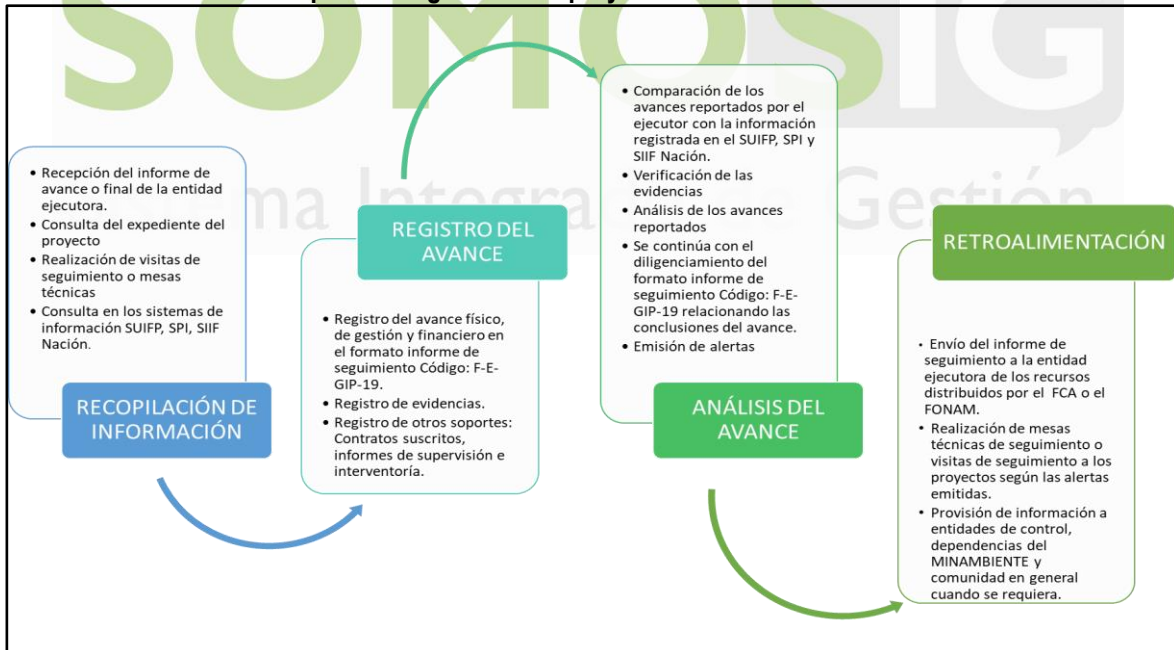 SOMOSIG
Sistema Integrado de Gestión
• Recepción del informe de
avance o final de la entidad
ejecutora.
• Consulta del expediente del
proyecto
• Realización de visitas de
seguimiento o mesas
técnicas
• Consulta en los sistemas de
información SUIFP, SPI, SIIF
Nación.
RECOPILACIÓN DE
INFORMACIÓN
REGISTRO DEL
AVANCE
• Registro del avance físico,
de gestión y financiero en
el formato informe de
seguimiento Código: F-E-
GIP-19.
• Registro de evidencias.
• Registro de otros soportes:
Contratos suscritos,
informes de supervisión e
interventoría.
• Comparación de los
avances reportados por el
ejecutor con la información
registrada en el SUIFP, SPI y
SIIF Nación.
• Verificación de las
evidencias
• Análisis de los avances
reportados
• Se continúa con el
diligenciamiento del
formato informe de
seguimiento Código: F-E-
GIP-19 relacionando las
conclusiones del avance.
• Emisión de alertas
ANÁLISIS DEL
AVANCE
RETROALIMENTACIÓN
• Envío del informe de
seguimiento a la entidad
ejecutora de los recursos
distribuidos por el FCA o el
FONAM.
• Realización de mesas
técnicas de seguimiento o
visitas de seguimiento a los
proyectos según las alertas
emitidas.
• Provisión de información a
entidades de control,
dependencias del
MINAMBIENTE y
comunidad en general
cuando se requiera.